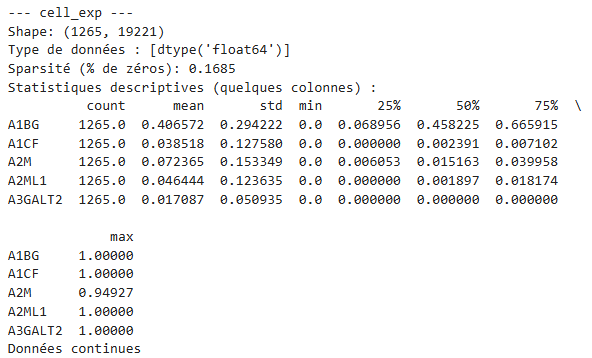 --- cell_exp ---
Shape: (1265, 19221)
Type de données : [dtype('float64')]
Sparsité (% de zéros): 0.1685
Statistiques descriptives (quelques colonnes) :
count mean std min 25% 50% 75% \
A1BG 1265.0 0.406572 0.294222 0.0 0.068956 0.458225 0.665915
A1CF 1265.0 0.038518 0.127580 0.0 0.000000 0.002391 0.007102
A2M 1265.0 0.072365 0.153349 0.0 0.006053 0.015163 0.039958
A2ML1 1265.0 0.046444 0.123635 0.0 0.000000 0.001897 0.018174
A3GALT2 1265.0 0.017087 0.050935 0.0 0.000000 0.000000 0.000000
max
A1BG 1.00000
A1CF 1.00000
A2M 0.94927
A2ML1 1.00000
A3GALT2 1.00000
Données continues